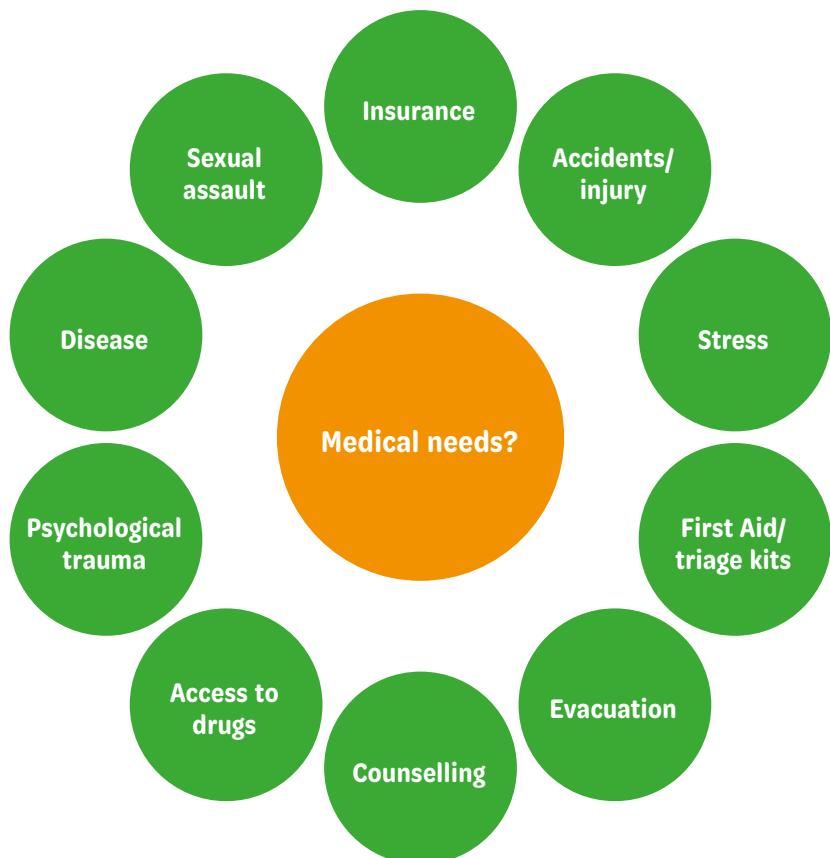 Insurance
Accidents/
injury
Stress
First Aid/
triage kits
Evacuation
Counselling
Access to
drugs
Psychological
trauma
Disease
Sexual
assault
Medical needs?